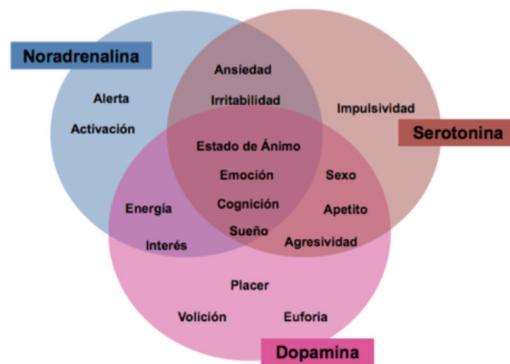 Noradrenalina
Ansiedad
Alerta
Irritabilidad
Impulsividad
Activación
Serotonina
Estado de Ánimo
Emoción
Sexo
Energía
Cognición
Apetito
Sueño
Interés
Agresividad
Placer
Volición
Euforia
Dopamina